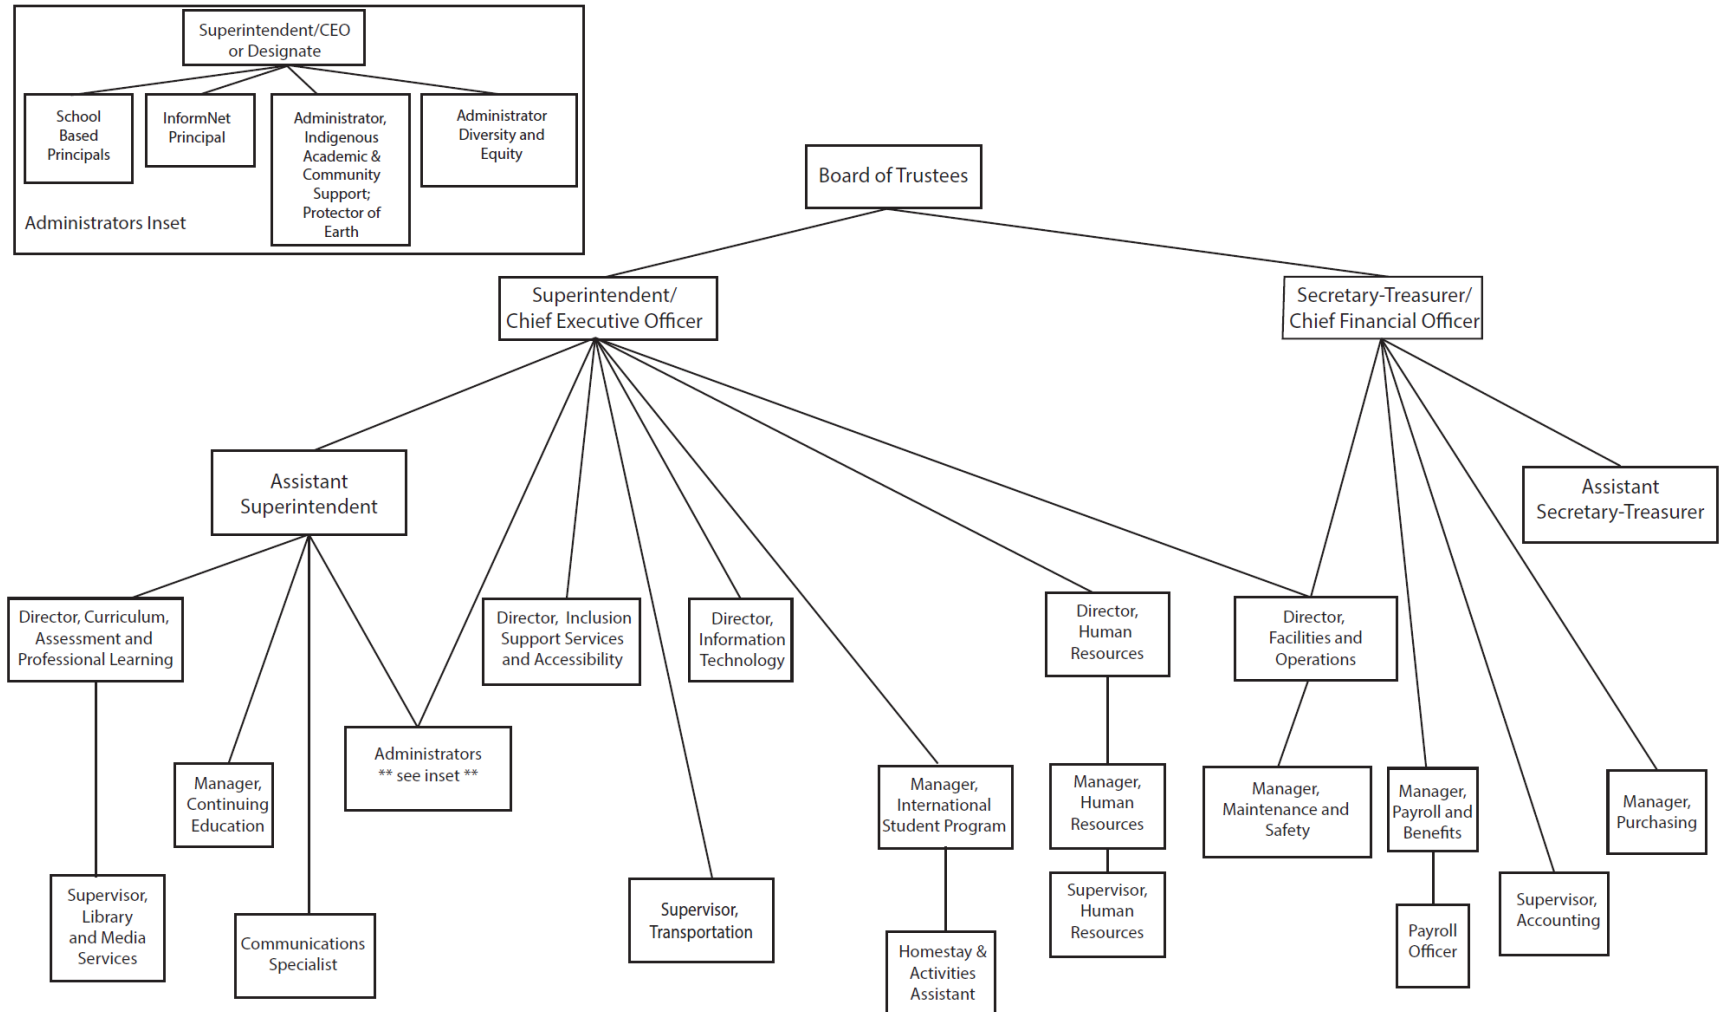 Superintendent/CEO
or Designate
School
Based
Principals
InformNet
Principal
Administrator,
Indigenous
Academic &
Community
Support;
Protector of
Earth
Administrator
Diversity and
Equity
Administrators Inset
Board of Trustees
Superintendent/
Chief Executive Officer
Secretary-Treasurer/
Chief Financial Officer
Assistant
Superintendent
Assistant
Secretary-Treasurer
Director, Curriculum,
Assessment and
Professional Learning
Director, Inclusion
Support Services
and Accessibility
Director,
Information
Technology
Director,
Human
Resources
Director,
Facilities and
Operations
Manager,
Continuing
Education
Administrators
** see inset **
Manager,
International
Student Program
Manager,
Human
Resources
Manager,
Maintenance and
Safety
Manager,
Payroll and
Benefits
Manager,
Purchasing
Supervisor,
Library
and Media
Services
Communications
Specialist
Supervisor,
Transportation
Homestay &
Activities
Assistant
Supervisor,
Human
Resources
Payroll
Officer
Supervisor,
Accounting